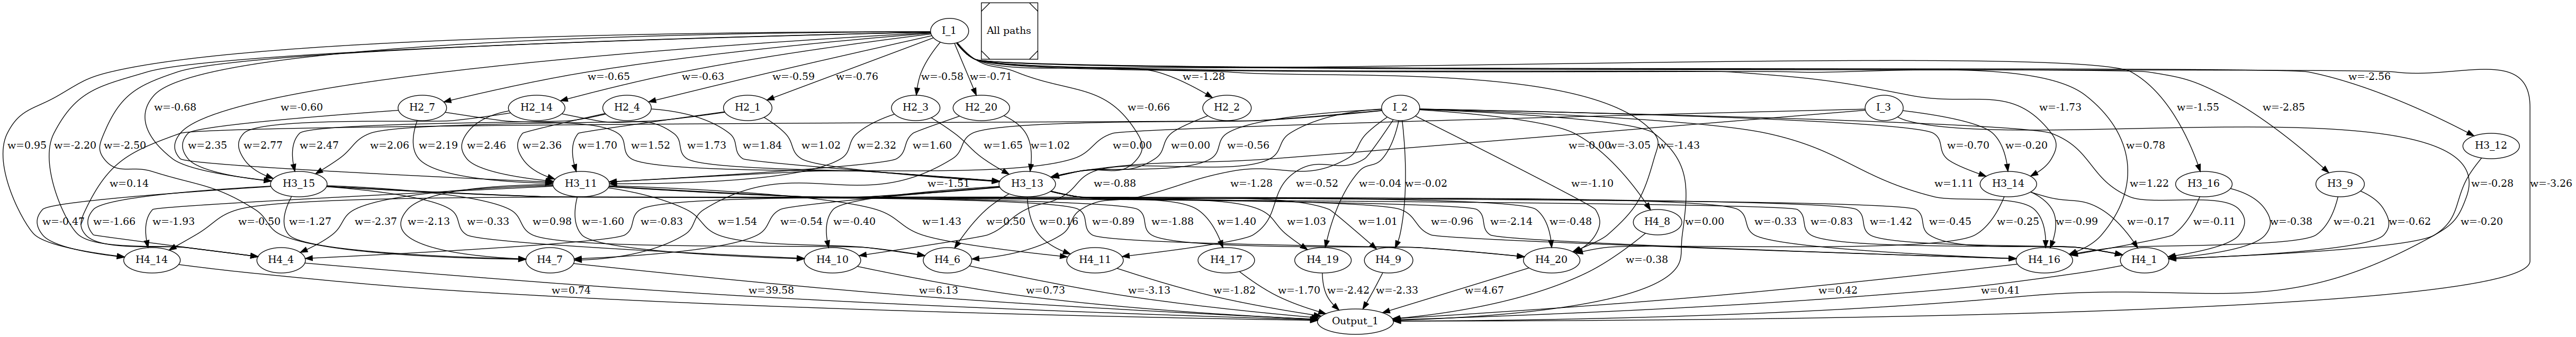 I_1
All paths
w=-0.65 w=-0.63 w=-0.59 w=-0.76 w=-0.58 w=-0.71 w=-1.28 w=-2.56
w=-0.68 w=-0.60 H2_7 H2_14 H2_4 H2_1 H2_3 H2_20 w=-0.66 H2_2 I_2 I_3 w=-1.73 w=-1.55 w=-2.85
w=0.95 w=-2.20 w=-2.50 w=2.35 w=2.77 w=2.47 w=2.06 w=2.19 w=2.46 w=2.36 w=1.70 w=1.52 w=1.73 w=1.84 w=1.02 w=2.32 w=1.60 w=1.65 w=1.02 w=0.00 w=0.00 w=-0.56 w=-0.00 w=-3.05 w=-1.43 w=-0.70 w=-0.20 w=0.78 H3_12
w=0.14 H3_15 H3_11 w=-1.51 H3_13 w=-0.88 w=-1.28 w=-0.52 w=-0.04 w=-0.02 w=-1.10 w=1.11 H3_14 w=1.22 H3_16 H3_9 w=-0.28 w=-3.26
w=-0.47 w=-1.66 w=-1.93 w=-0.50 w=-1.27 w=-2.37 w=-2.13 w=-0.33 w=0.98 w=-1.60 w=-0.83 w=1.54 w=-0.54 w=-0.40 w=1.43 w=0.50 w=0.16 w=-0.89 w=-1.88 w=1.40 w=1.03 w=1.01 w=-0.96 w=-2.14 w=-0.48 H4_8 w=0.00 w=-0.33 w=-0.83 w=-1.42 w=-0.45 w=-0.25 w=-0.99 w=-0.17 w=-0.11 w=-0.38 w=-0.21 w=-0.62 w=-0.20
H4_14 H4_4 H4_7 H4_10 H4_6 H4_11 H4_17 H4_19 H4_9 H4_20 w=-0.38 H4_16 H4_1
w=0.74 w=39.58 w=6.13 w=0.73 w=-3.13 w=-1.82 w=-1.70 w=-2.42 w=-2.33 w=4.67 w=0.42 w=0.41
Output_1